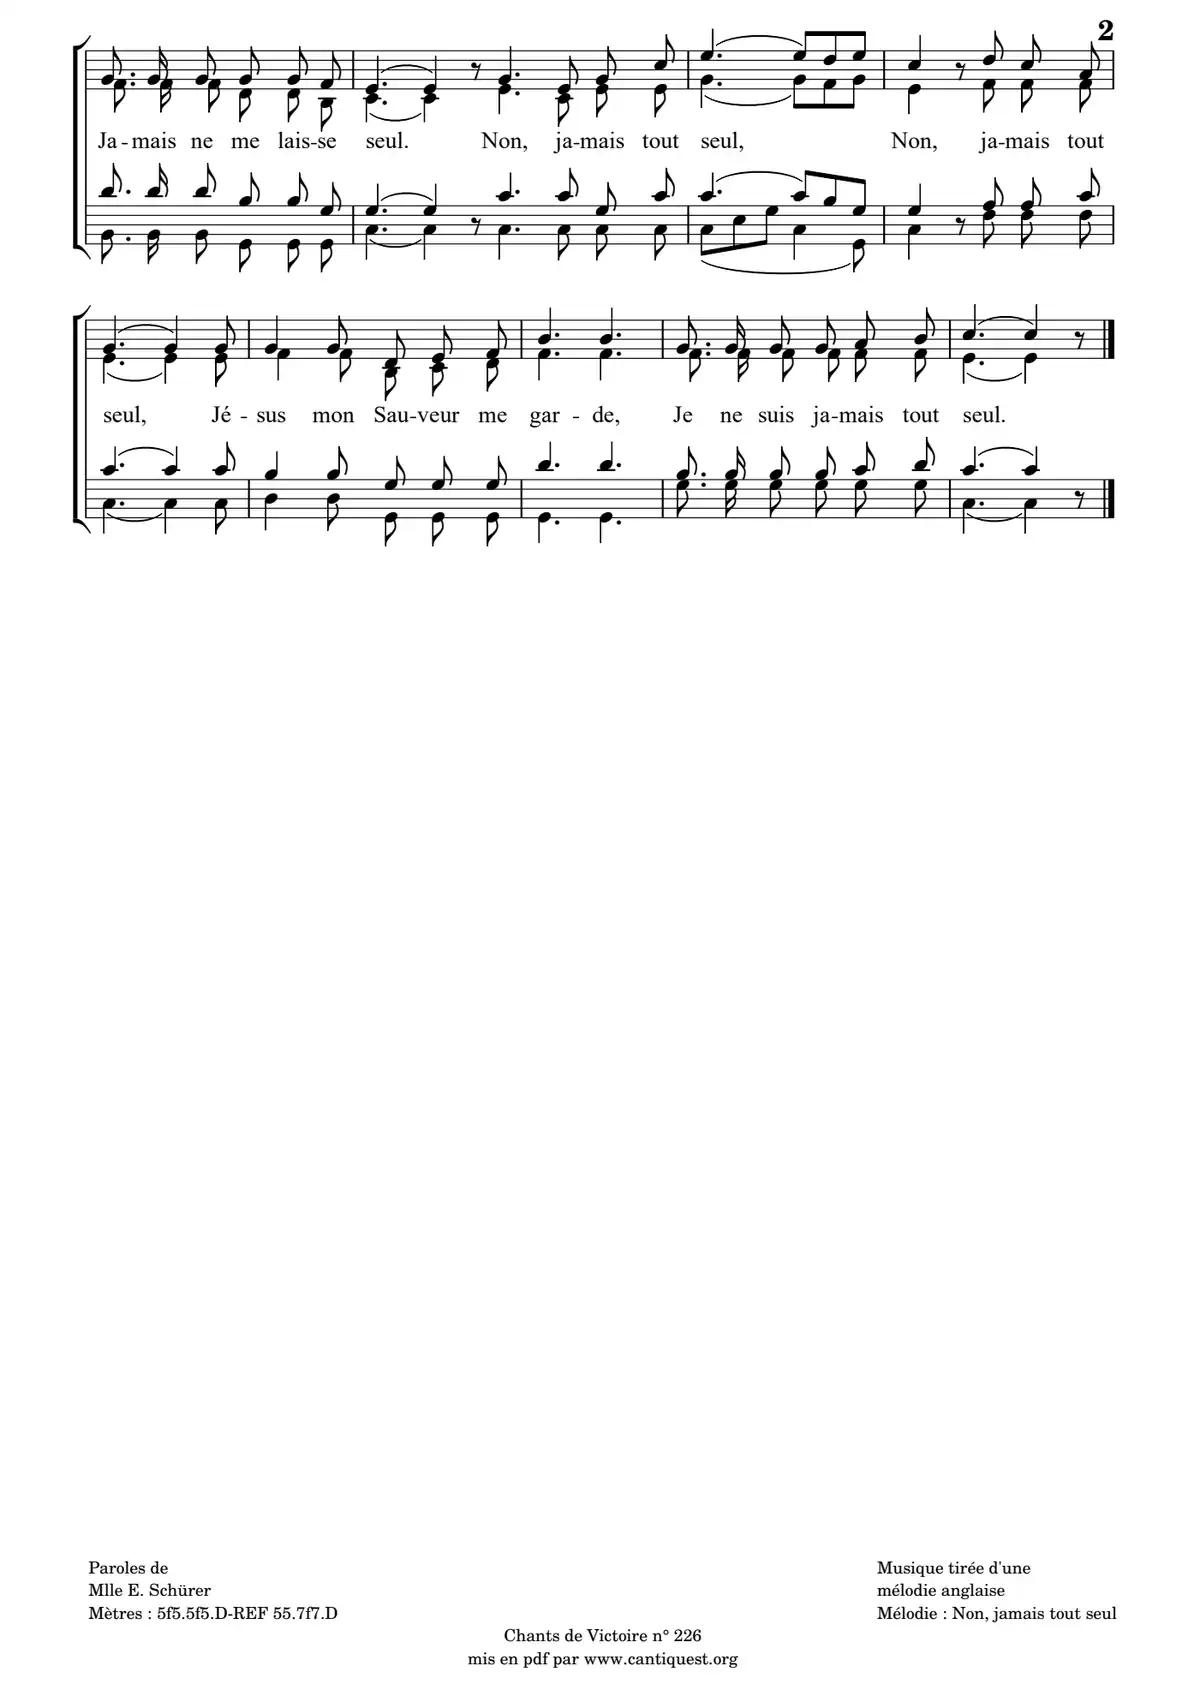 2
Ja - mais ne me lais-se seul. Non, ja-mais tout seul, Non, ja-mais tout
seul, Jé - sus mon Sau-veur me gar - de, Je ne suis ja-mais tout seul.
Paroles de
Mlle E. Schürer
Mètres : 5f5.5f5.D-REF 55.7f7.D
Musique tirée d'une
mélodie anglaise
Mélodie : Non, jamais tout seul
Chants de Victoire n° 226
mis en pdf par www.cantiquest.org